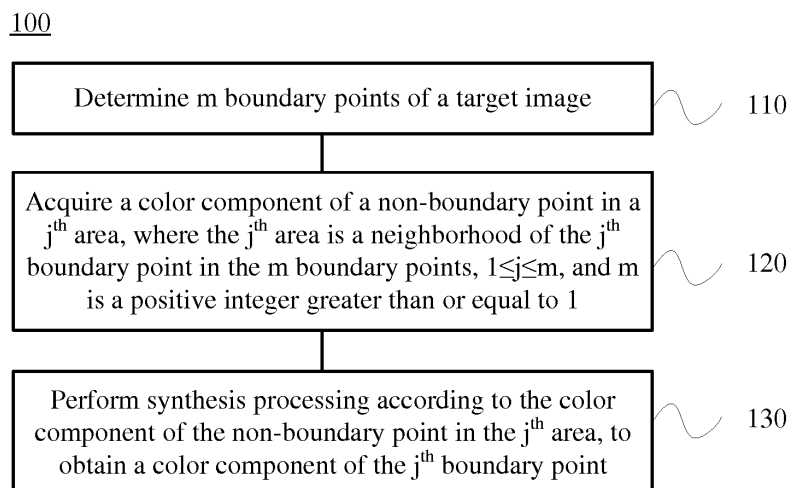 100
Determine m boundary points of a target image
110
Acquire a color component of a non-boundary point in a
jth area, where the jth area is a neighborhood of the jth
boundary point in the m boundary points, 1≤j≤m, and m
is a positive integer greater than or equal to 1
120
Perform synthesis processing according to the color
component of the non-boundary point in the jth area, to
obtain a color component of the jth boundary point
130